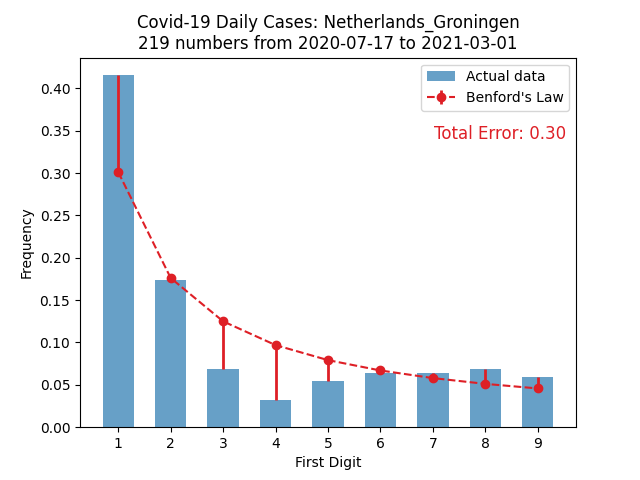 Covid-19 Daily Cases: Netherlands_Groningen
219 numbers from 2020-07-17 to 2021-03-01
Actual data
Benford's Law
Total Error: 0.30
0.40
0.35
0.30
0.25
0.20
0.15
0.10
0.05
0.00
Frequency
1 2 3 4 5 6 7 8 9
First Digit